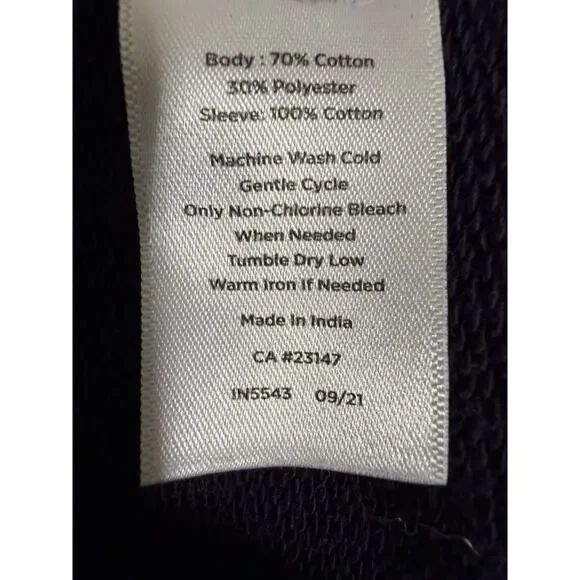 Body : 70% Cotton
30% Polyester
Sleeve: 100% Cotton
Machine Wash Cold
Gentle Cycle
Only Non-Chlorine Bleach
When Needed
Tumble Dry Low
Warm Iron If Needed
Made In India
CA #23147
IN5543 09/21